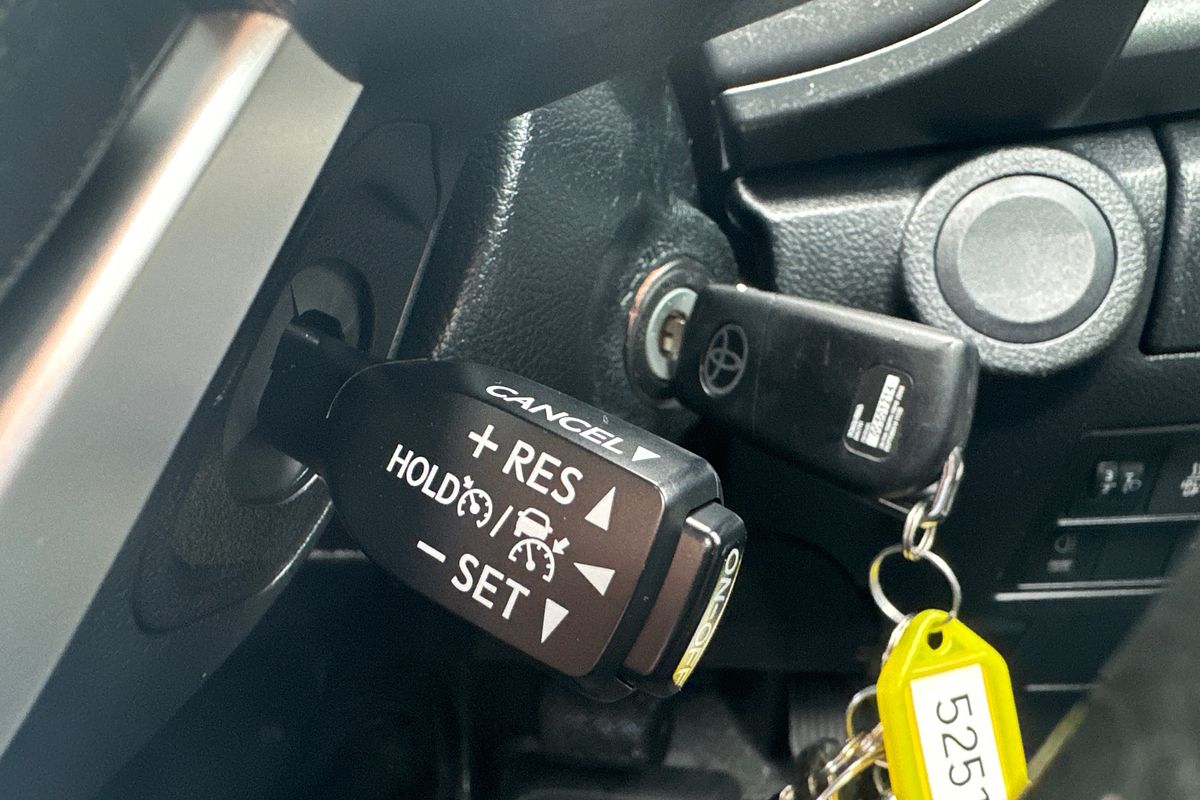 CANCEL
+ RES
HOLD /
- SET
ON-OFF
525